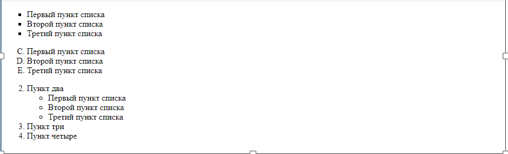 ▪ Первый пункт списка
▪ Второй пункт списка
▪ Третий пункт списка
C. Первый пункт списка
D. Второй пункт списка
E. Третий пункт списка
2. Пункт два
○ Первый пункт списка
○ Второй пункт списка
○ Третий пункт списка
3. Пункт три
4. Пункт четыре